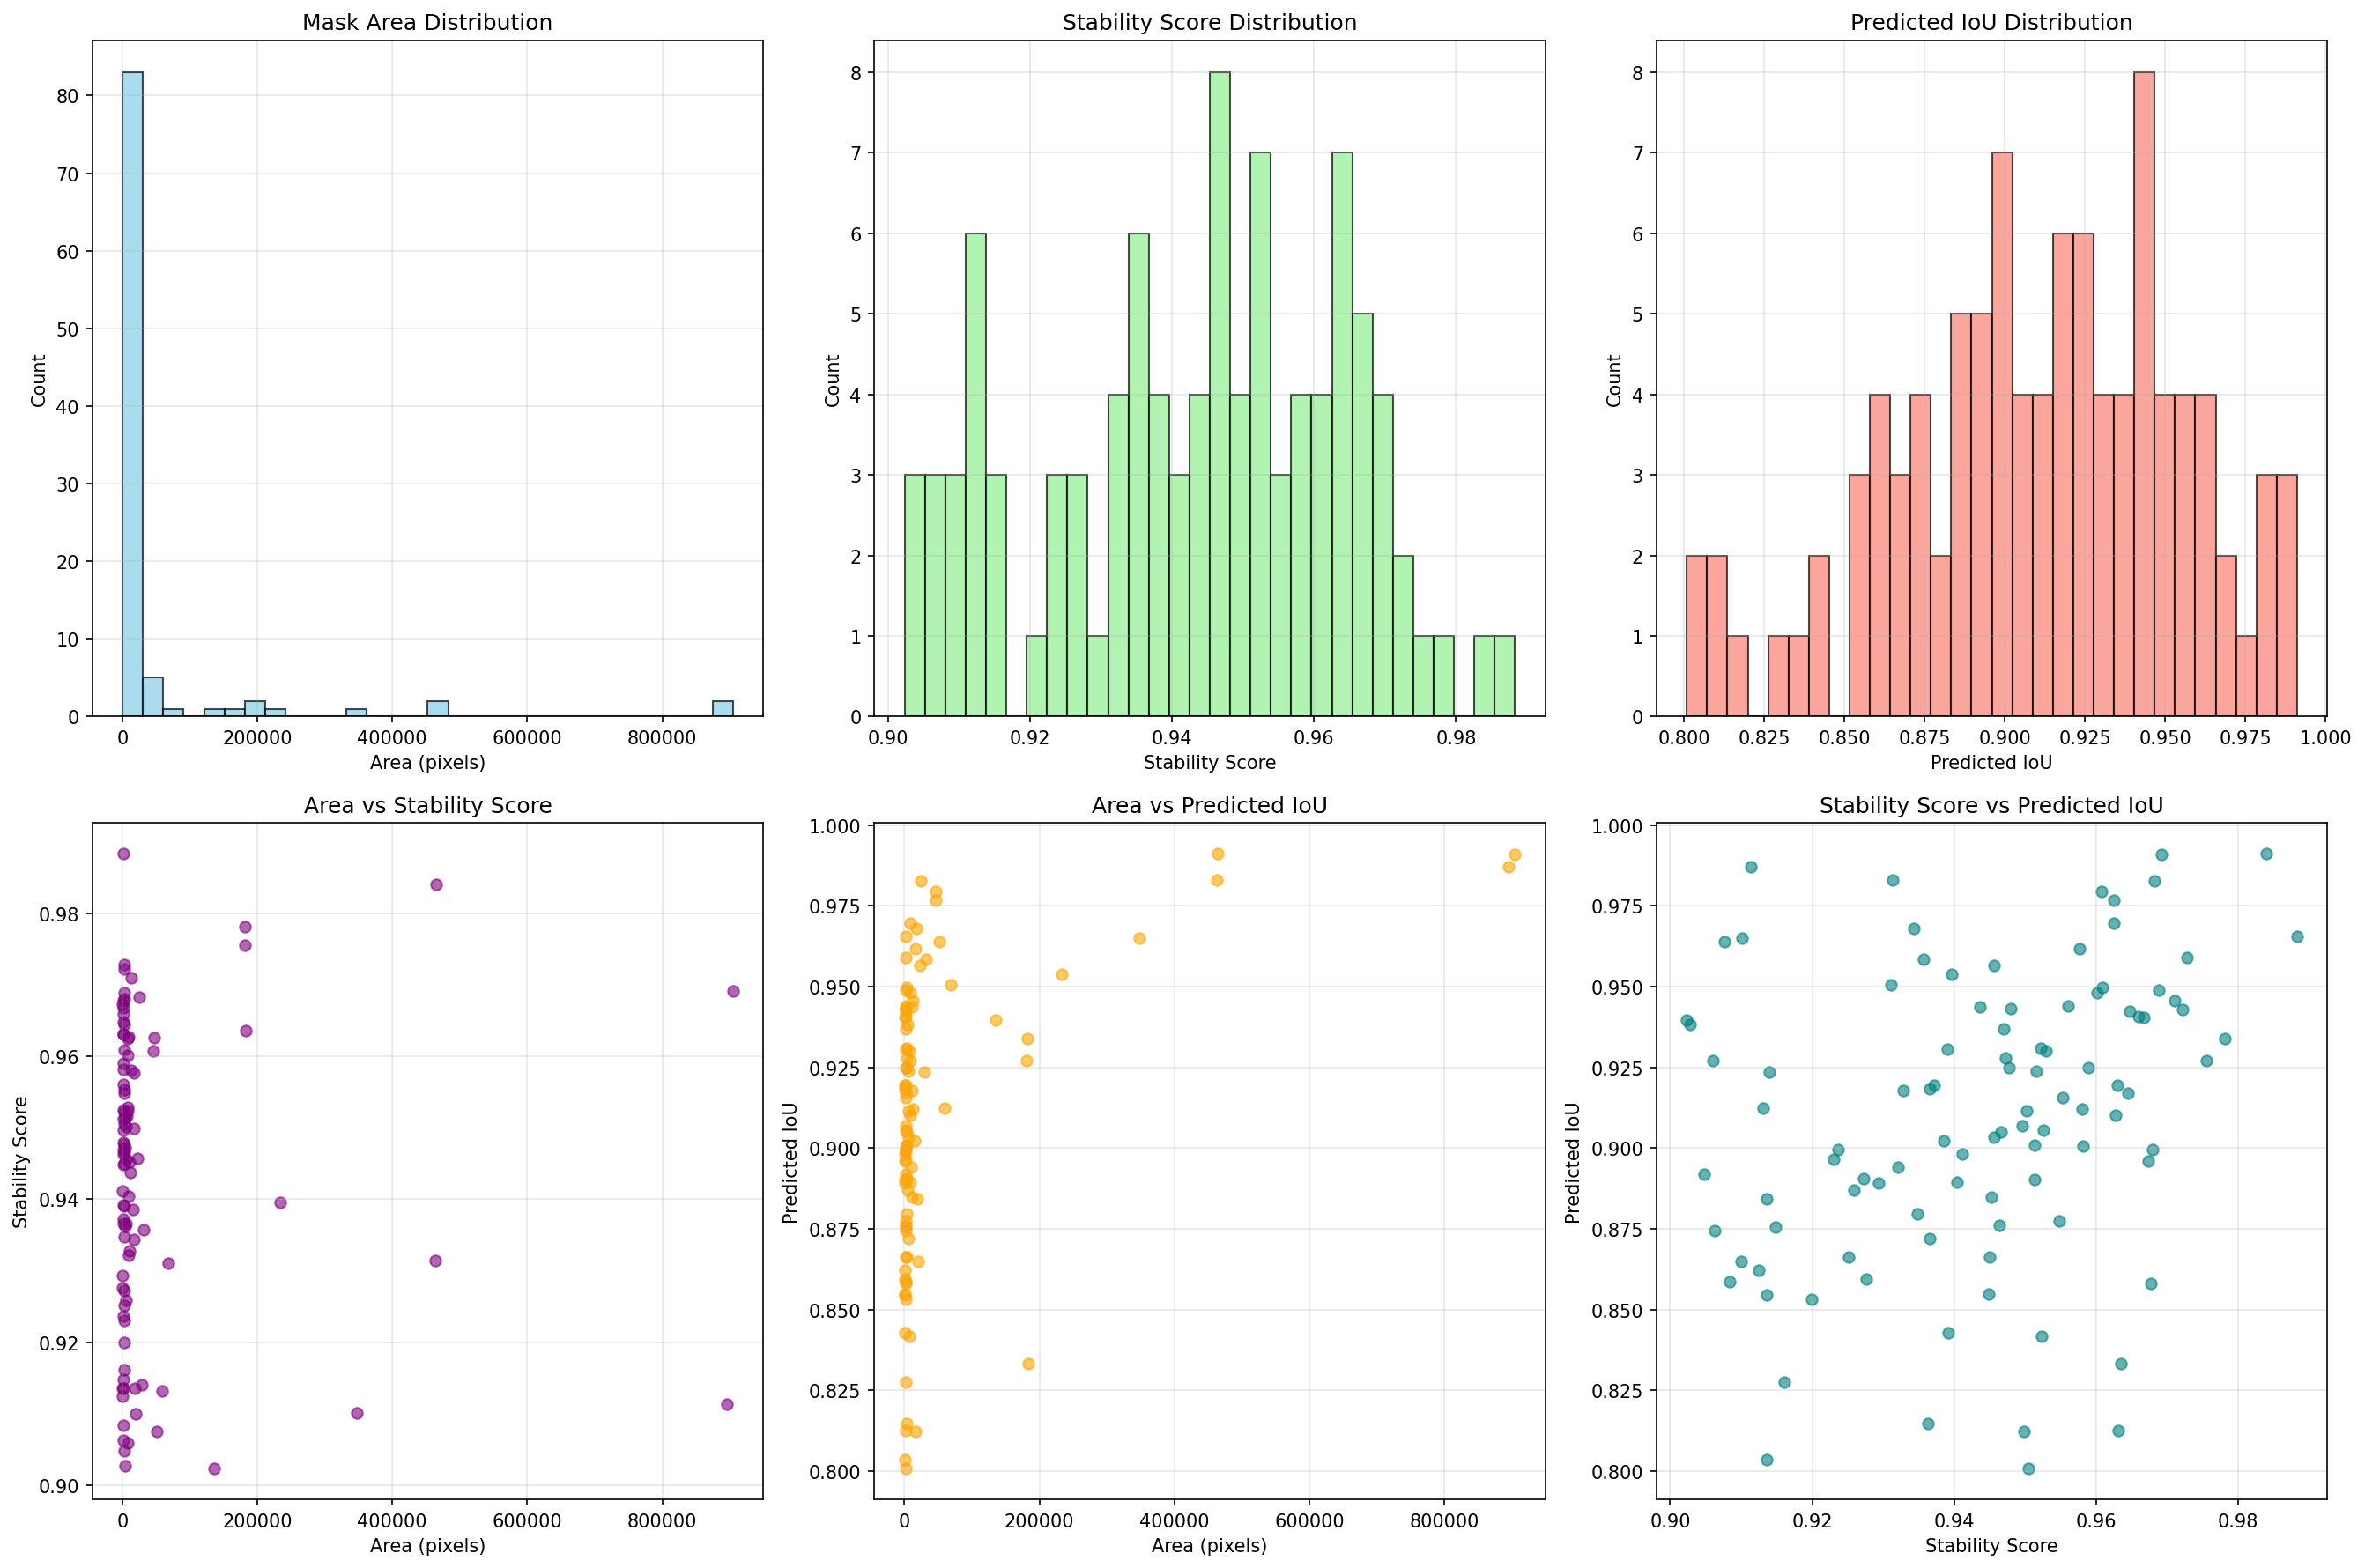 Mask Area Distribution
Count
80
70
60
50
40
30
20
10
0
0 200000 400000 600000 800000
Area (pixels)
Stability Score Distribution
Count
8
7
6
5
4
3
2
1
0
0.90 0.92 0.94 0.96 0.98
Stability Score
Predicted IoU Distribution
Count
8
7
6
5
4
3
2
1
0
0.800 0.825 0.850 0.875 0.900 0.925 0.950 0.975 1.000
Predicted IoU
Area vs Stability Score
Stability Score
0.98
0.96
0.94
0.92
0.90
0 200000 400000 600000 800000
Area (pixels)
Area vs Predicted IoU
Predicted IoU
1.000
0.975
0.950
0.925
0.900
0.875
0.850
0.825
0.800
0 200000 400000 600000 800000
Area (pixels)
Stability Score vs Predicted IoU
Predicted IoU
1.000
0.975
0.950
0.925
0.900
0.875
0.850
0.825
0.800
0.90 0.92 0.94 0.96 0.98
Stability Score